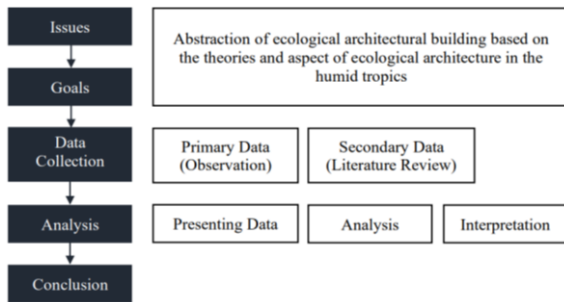 Issues
Abstraction of ecological architectural building based on
the theories and aspect of ecological architecture in the
humid tropics
Goals
Data
Collection
Primary Data
(Observation)
Secondary Data
(Literature Review)
Analysis
Presenting Data
Analysis
Interpretation
Conclusion